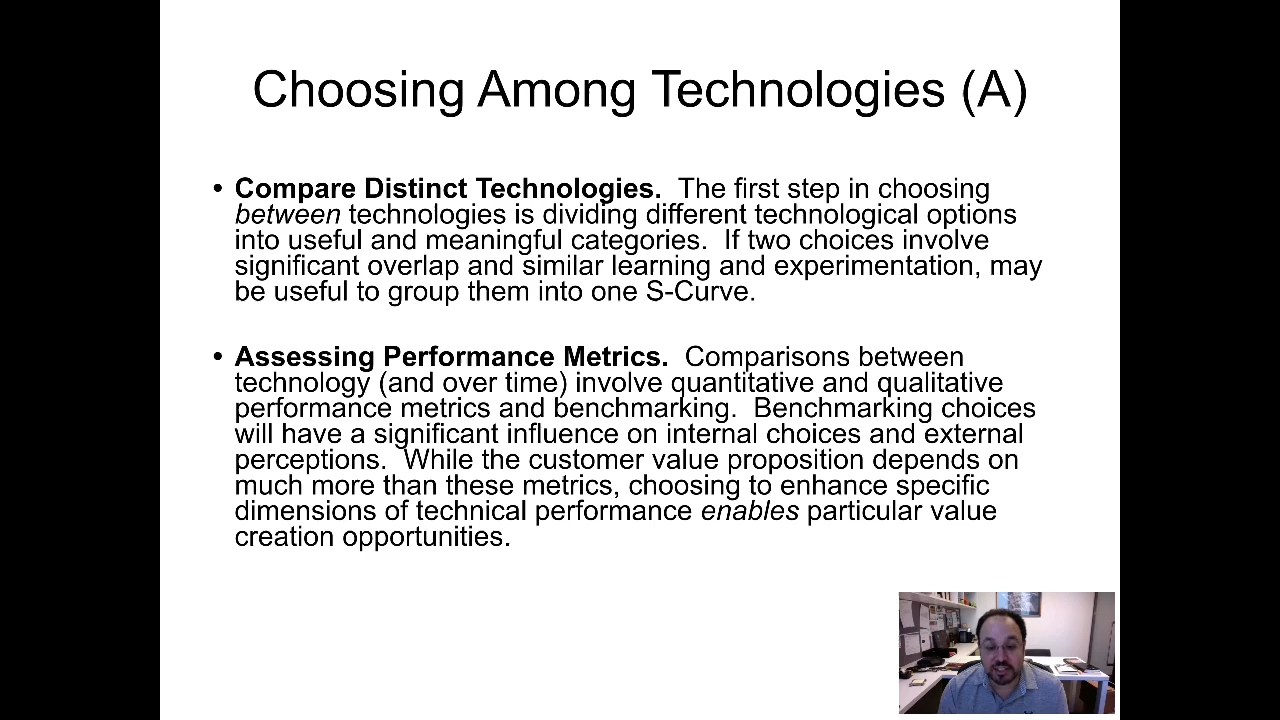 Choosing Among Technologies (A)
• Compare Distinct Technologies.  The first step in choosing
between technologies is dividing different technological options
into useful and meaningful categories.  If two choices involve
significant overlap and similar learning and experimentation, may
be useful to group them into one S-Curve.
• Assessing Performance Metrics.  Comparisons between
technology (and over time) involve quantitative and qualitative
performance metrics and benchmarking.  Benchmarking choices
will have a significant influence on internal choices and external
perceptions.  While the customer value proposition depends on
much more than these metrics, choosing to enhance specific
dimensions of technical performance enables particular value
creation opportunities.